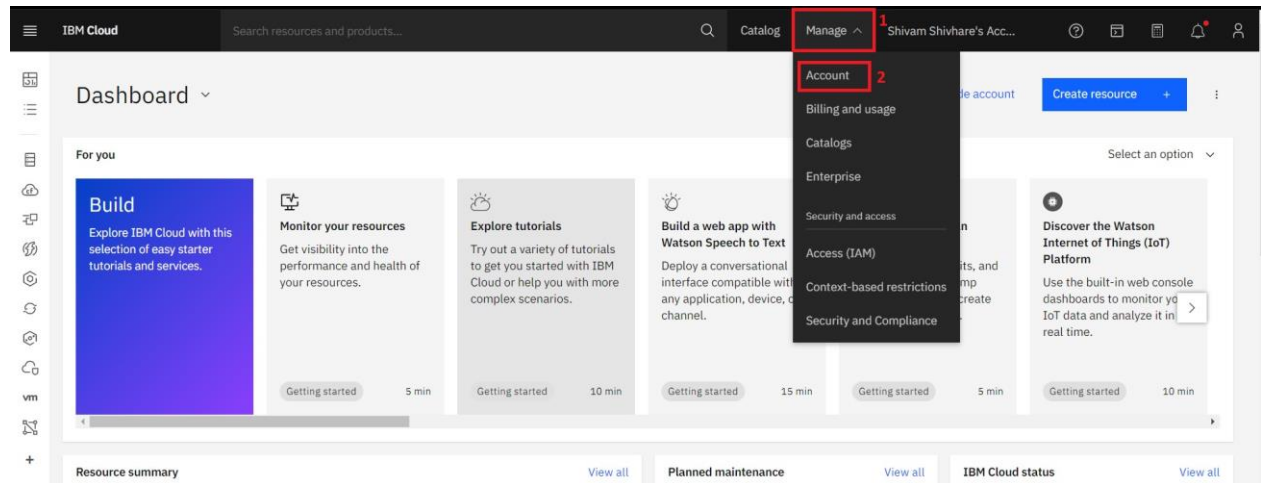 IBM Cloud
Search resources and products...
Catalog
Manage
1
Shivam Shivhare's Acc...
Account
2
Billing and usage
Catalogs
Enterprise
Security and access
Access (IAM)
Context-based restrictions
Security and Compliance
Dashboard
de account
Create resource +
For you
Select an option
Build
Explore IBM Cloud with this
selection of easy starter
tutorials and services.
Monitor your resources
Get visibility into the
performance and health of
your resources.
Getting started 5 min
Explore tutorials
Try out a variety of tutorials
to get you started with IBM
Cloud or help you with more
complex scenarios.
Getting started 10 min
Build a web app with
Watson Speech to Text
Deploy a conversational
interface compatible with
any application, device,
channel.
Getting started 15 min
its, and
create
Getting started 5 min
Discover the Watson
Internet of Things (IoT)
Platform
Use the built-in web console
dashboards to monitor
IoT data and analyze it in
real time.
Getting started 10 min
vm
Resource summary
View all
Planned maintenance
View all
IBM Cloud status
View all